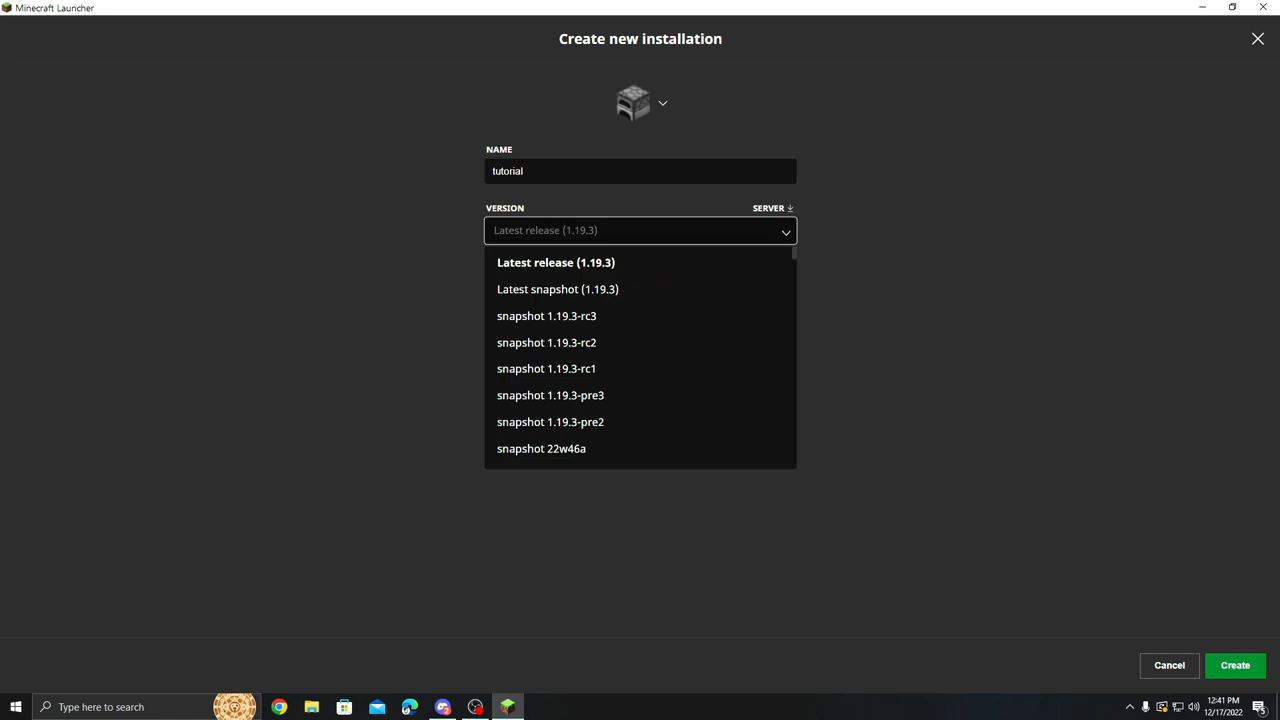 Minecraft Launcher
Create new installation
NAME
tutorial
VERSION
SERVER
Latest release (1.19.3)
Latest release (1.19.3)
Latest snapshot (1.19.3)
snapshot 1.19.3-rc3
snapshot 1.19.3-rc2
snapshot 1.19.3-rc1
snapshot 1.19.3-pre3
snapshot 1.19.3-pre2
snapshot 22w46a
Cancel
Create
Type here to search
12:41 PM
12/17/2022
5